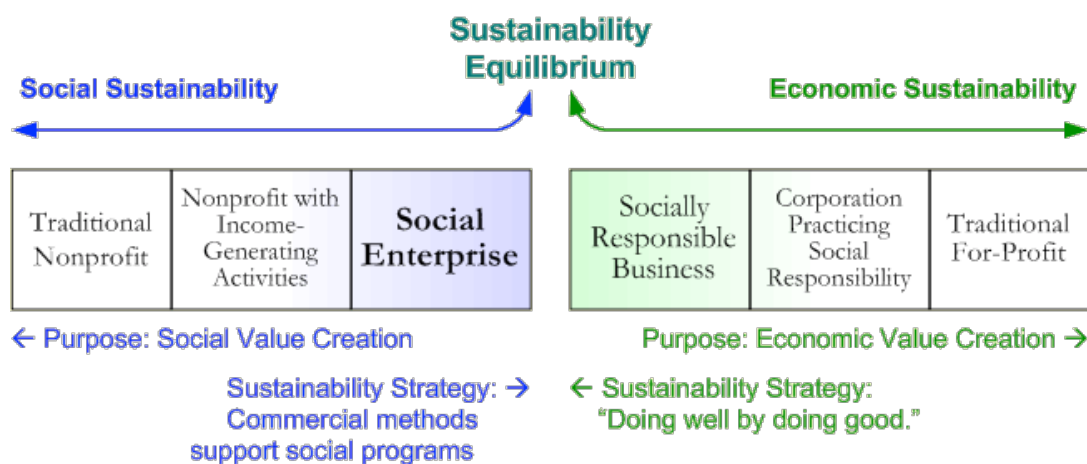 Sustainability
Equilibrium
Social Sustainability
Economic Sustainability
Traditional
Nonprofit
Nonprofit with
Income-
Generating
Activities
Social
Enterprise
Socially
Responsible
Business
Corporation
Practicing
Social
Responsibility
Traditional
For-Profit
← Purpose: Social Value Creation
Purpose: Economic Value Creation →
Sustainability Strategy: →
Commercial methods
support social programs
← Sustainability Strategy:
“Doing well by doing good.”